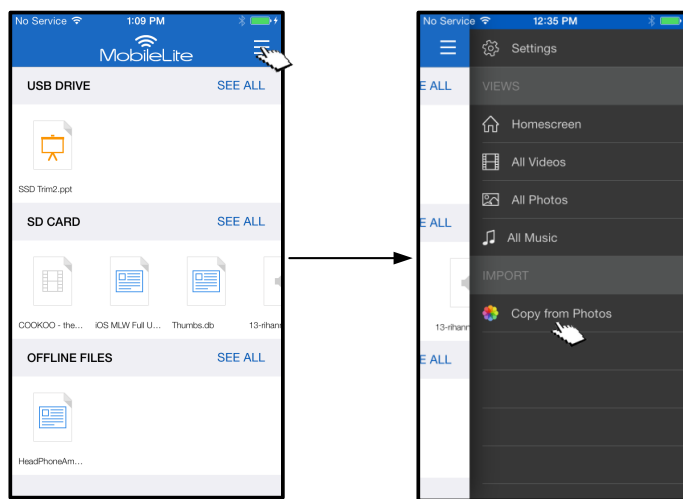 No Service 1:09 PM
MobileLite
USB DRIVE SEE ALL
SSD Trim2.ppt
SD CARD SEE ALL
COOKOO - the... iOS MLW Full U... Thumbs.db 13-rihann
OFFLINE FILES SEE ALL
HeadPhoneAm...
No Service 12:35 PM
Settings
E ALL VIEWS
Homescreen
All Videos
All Photos
E ALL
All Music
IMPORT
Copy from Photos
13-rihann
E ALL